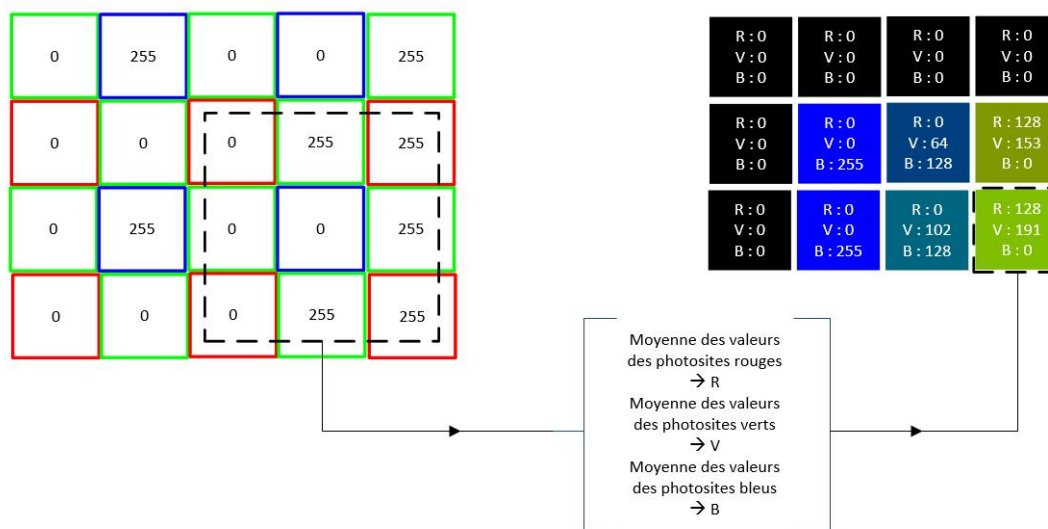 0 255 0 0 255
0 0 0 255 255
0 255 0 0 255
0 0 0 255 255
R : 0 R : 0 R : 0 R : 0
V : 0 V : 0 V : 0 V : 0
B : 0 B : 0 B : 0 B : 0
R : 0 R : 0 R : 0 R : 128
V : 0 V : 0 V : 64 V : 153
B : 0 B : 255 B : 128 B : 0
R : 0 R : 0 R : 0 R : 128
V : 0 V : 0 V : 102 V : 191
B : 0 B : 255 B : 128 B : 0
Moyenne des valeurs
des photosites rouges
→ R
Moyenne des valeurs
des photosites verts
→ V
Moyenne des valeurs
des photosites bleus
→ B